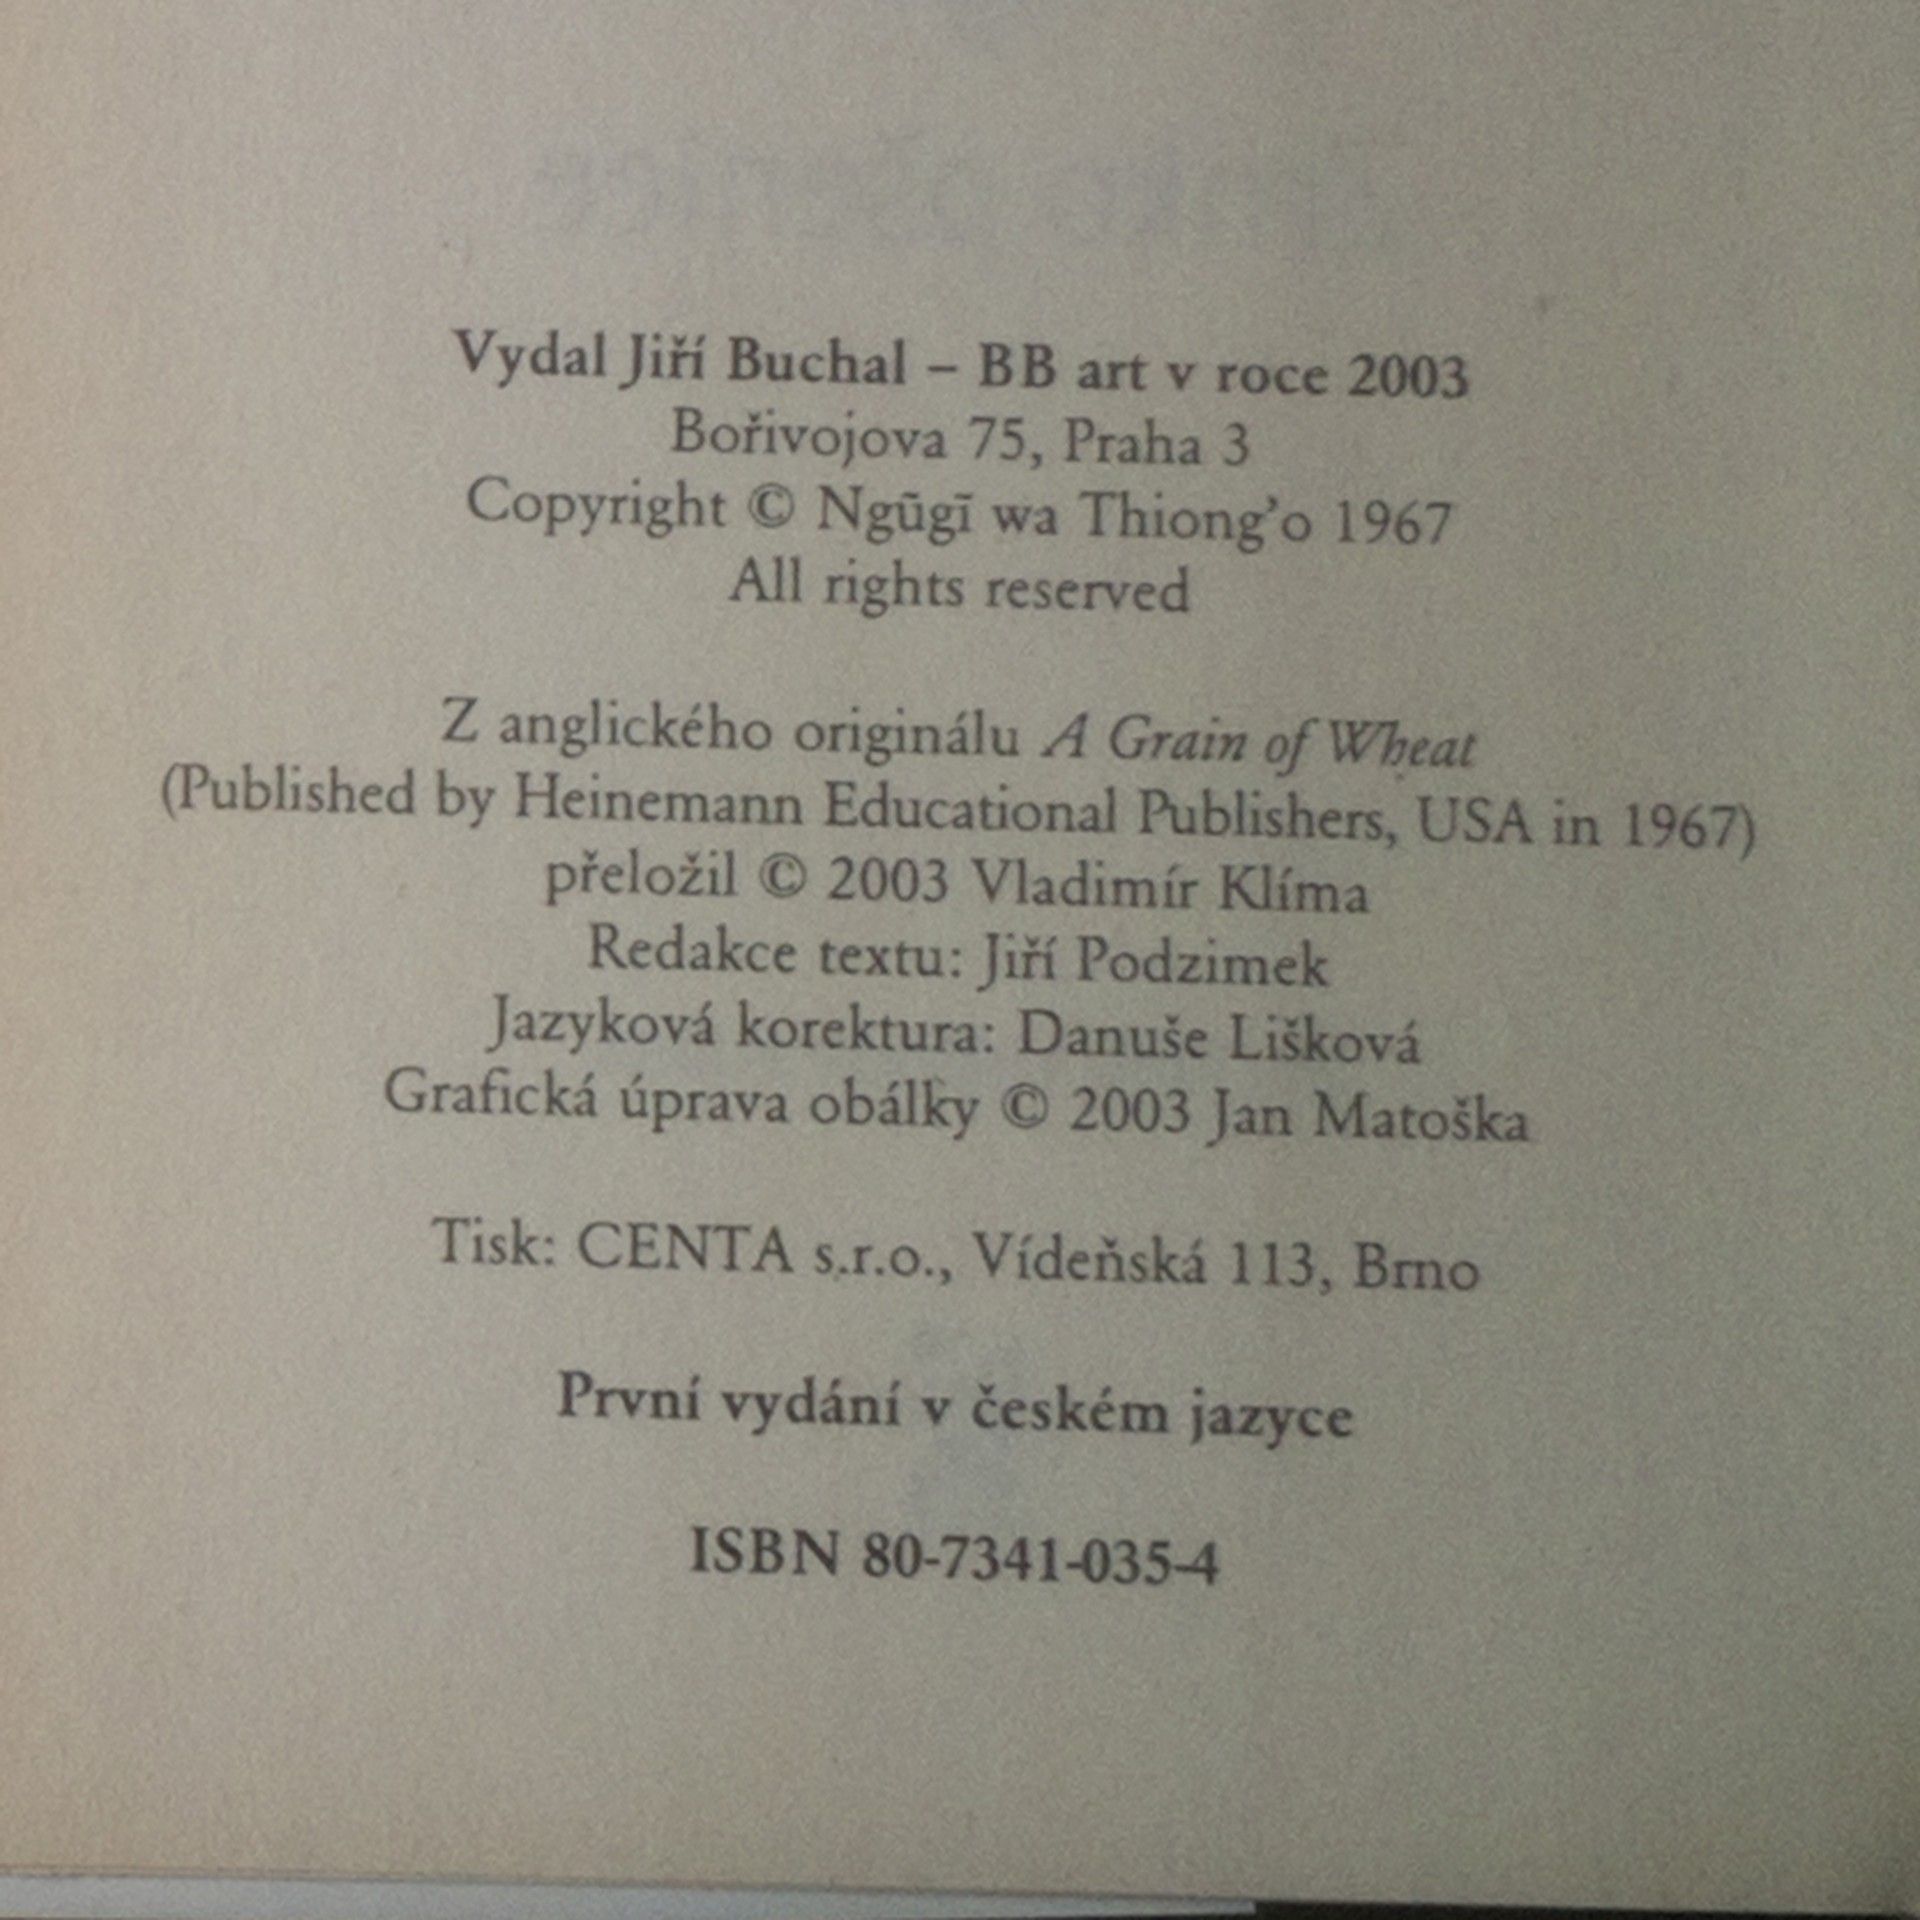 Vydal Jiří Buchal – BB art v roce 2003
Bořivojova 75, Praha 3
Copyright © Ngūgī wa Thiong’o 1967
All rights reserved
Z anglického originálu A Grain of Wheat
(Published by Heinemann Educational Publishers, USA in 1967)
přeložil © 2003 Vladimír Klíma
Redakce textu: Jiří Podzimek
Jazyková korektura: Danuše Lišková
Grafická úprava obálky © 2003 Jan Matoška
Tisk: CENTA s.r.o., Vídeňská 113, Brno
První vydání v českém jazyce
ISBN 80-7341-035-4